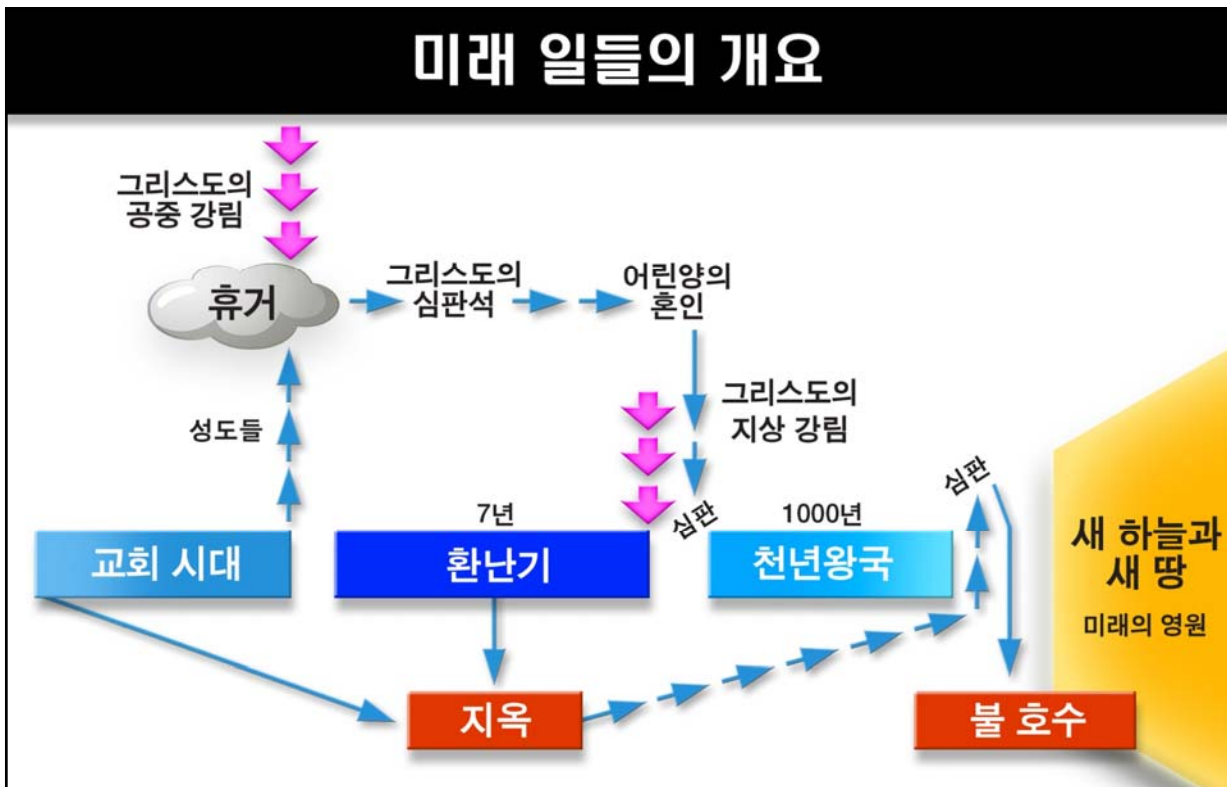 미래 일들의 개요
그리스도의
공중 강림
휴거
그리스도의
심판석
어린양의
혼인
성도들
그리스도의
지상 강림
심판
심판
7년
1000년
교회 시대
환난기
천년왕국
새 하늘과
새 땅
미래의 영원
지옥
불 호수